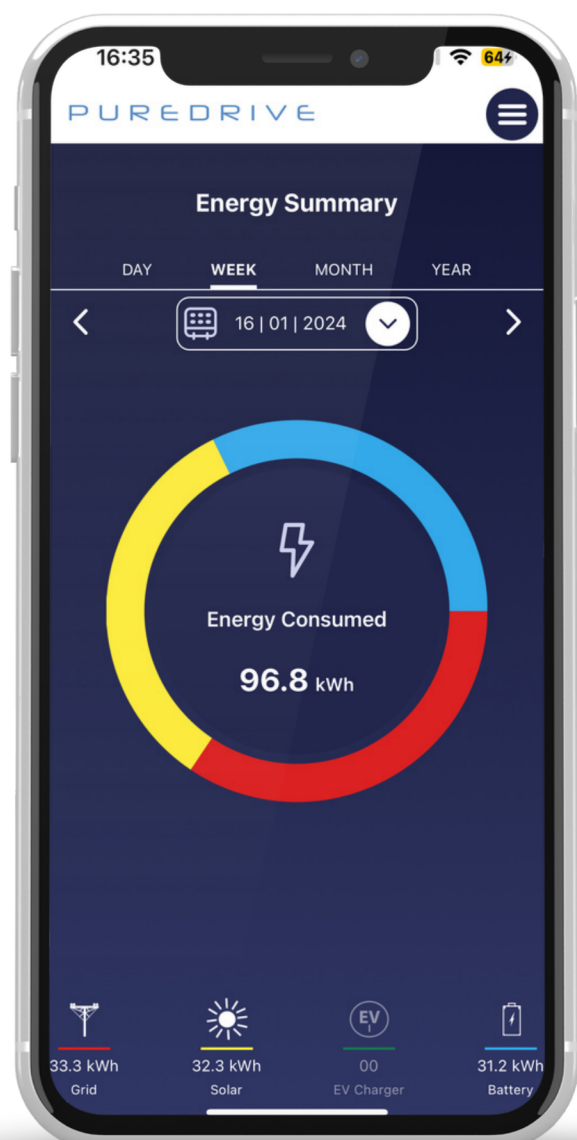 16:35
64
PUREDRIVE
Energy Summary
DAY WEEK MONTH YEAR
16 | 01 | 2024
Energy Consumed
96.8 kWh
EV
33.3 kWh 32.3 kWh 00 31.2 kWh
Grid Solar EV Charger Battery